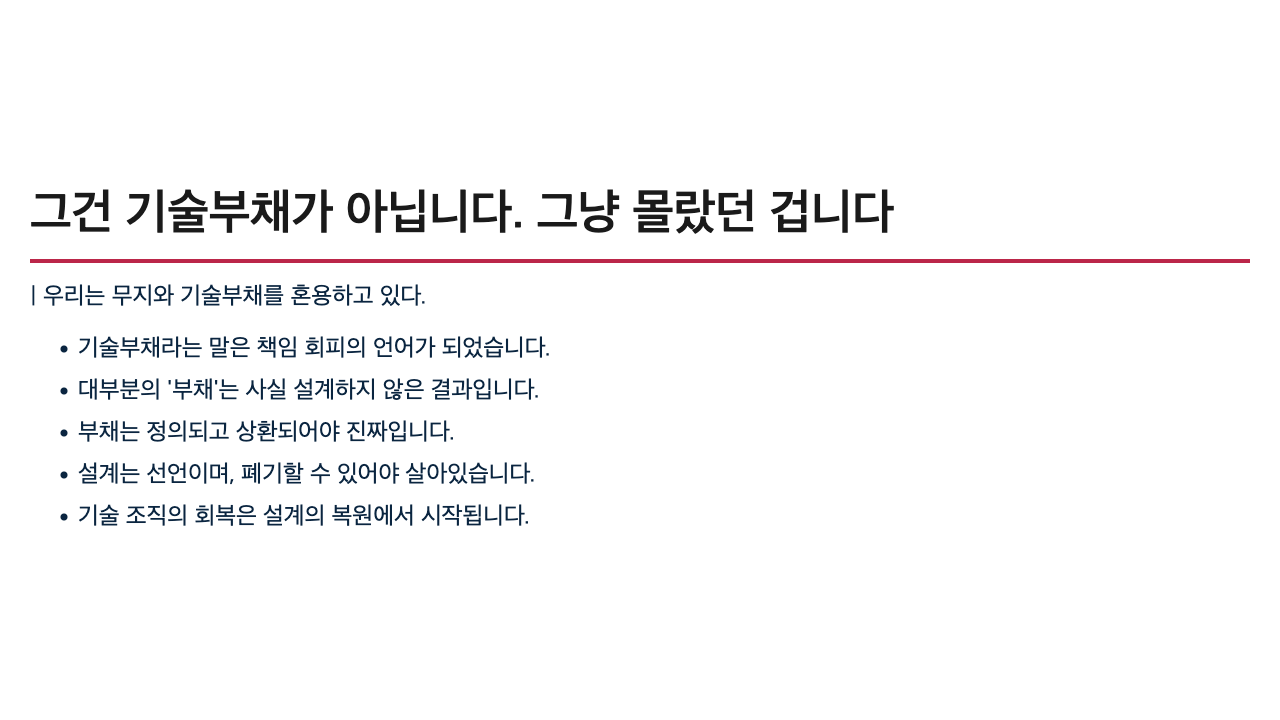 그건 기술부채가 아닙니다. 그냥 몰랐던 겁니다
| 우리는 무지와 기술부채를 혼용하고 있다.
• 기술부채라는 말은 책임 회피의 언어가 되었습니다.
• 대부분의 '부채'는 사실 설계하지 않은 결과입니다.
• 부채는 정의되고 상환되어야 진짜입니다.
• 설계는 선언이며, 폐기할 수 있어야 살아있습니다.
• 기술 조직의 회복은 설계의 복원에서 시작됩니다.